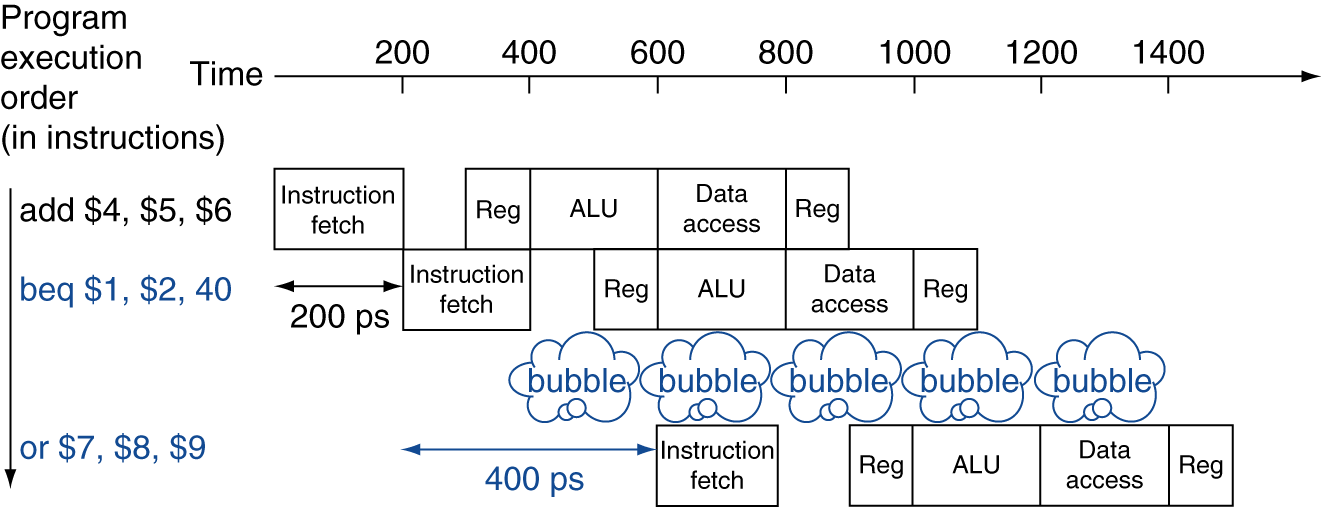 Program
execution
order
(in instructions)
Time
200 400 600 800 1000 1200 1400
add $4, $5, $6
Instruction
fetch
Reg
ALU
Data
access
Reg
beq $1, $2, 40
200 ps
Instruction
fetch
Reg
ALU
Data
access
Reg
bubble bubble bubble bubble bubble
or $7, $8, $9
400 ps
Instruction
fetch
Reg
ALU
Data
access
Reg